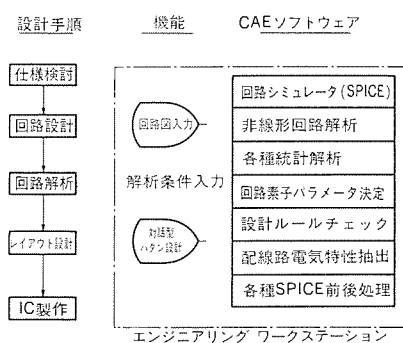 設計手順
機能
CAEソフトウェア
仕様検討
回路設計
回路解析
レイアウト設計
IC製作
回路図入力
解析条件入力
対話型
パタン設計
回路シミュレータ(SPICE)
非線形回路解析
各種統計解析
回路素子パラメータ決定
設計ルールチェック
配線路電気特性抽出
各種SPICE前後処理
エンジニアリング ワークステーション